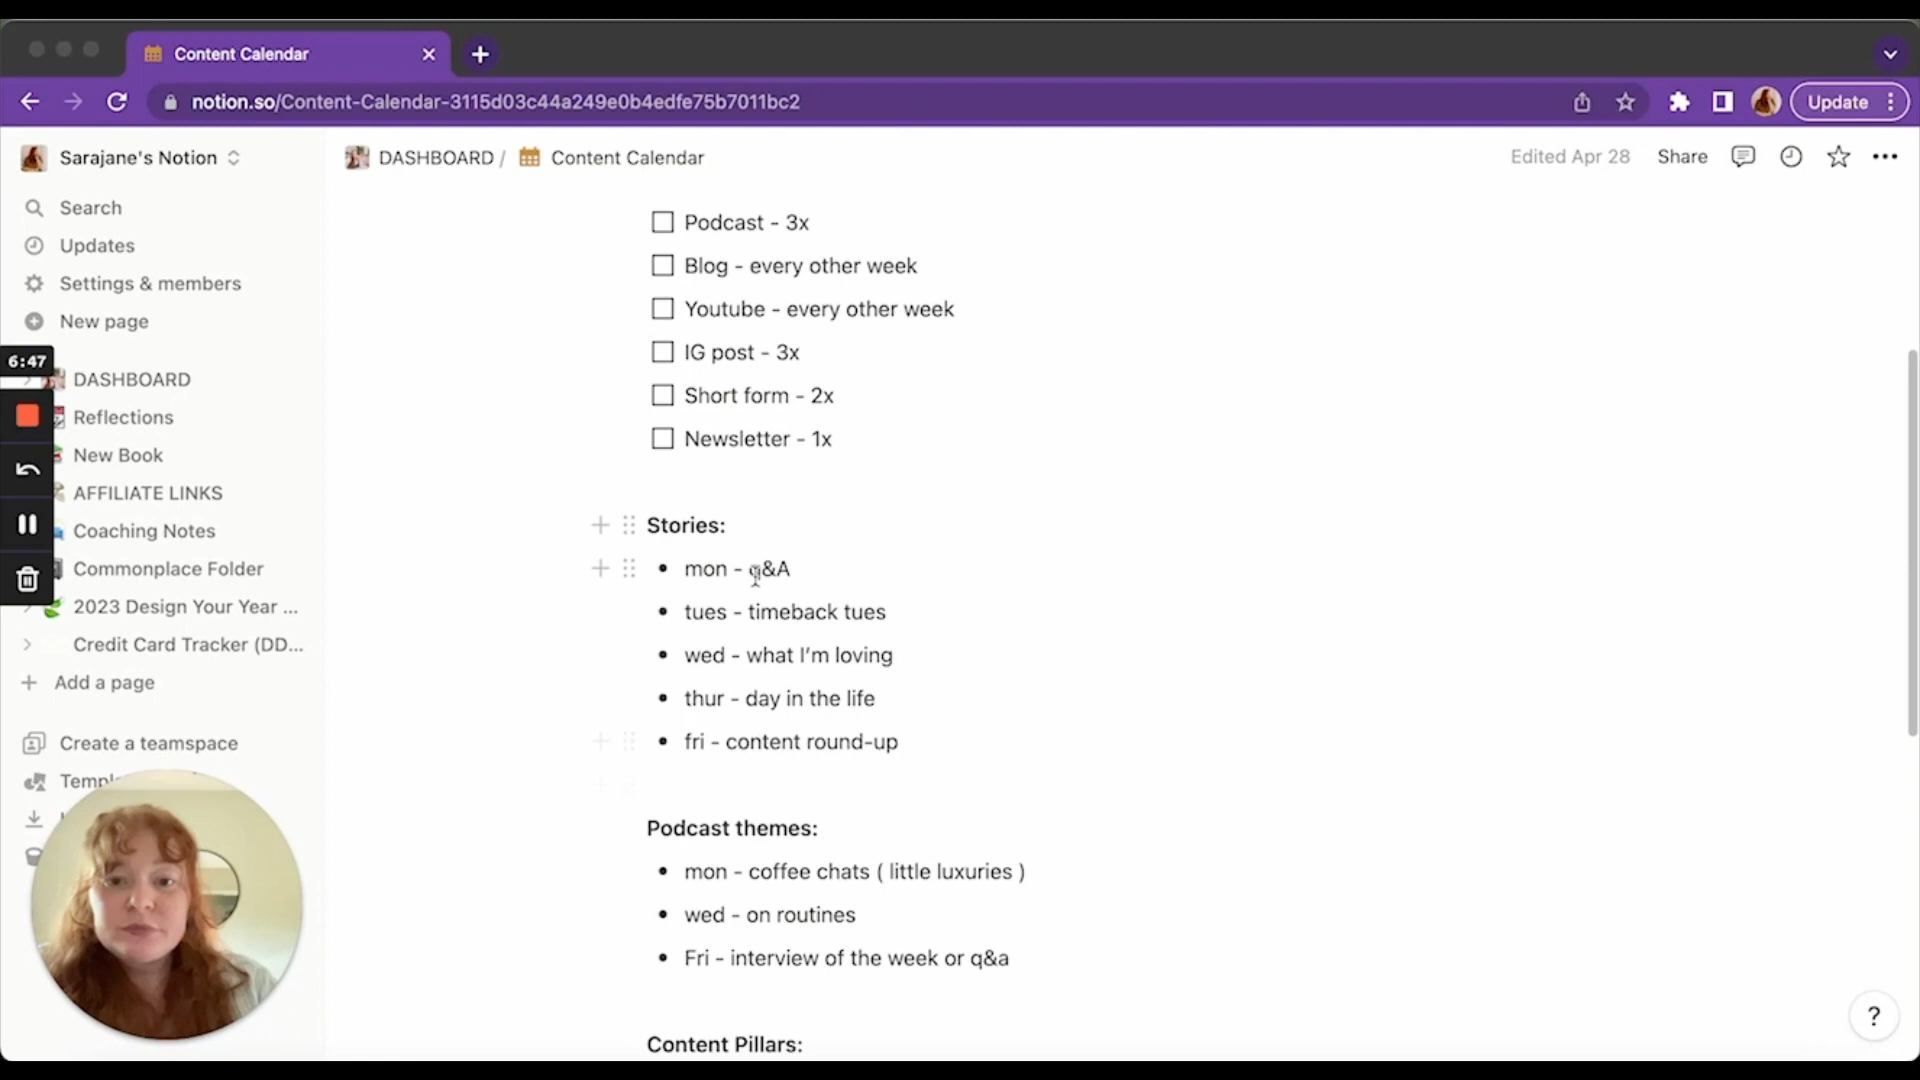 Content Calendar
notion.so/Content-Calendar-3115d03c44a249e0b4edfe75b7011bc2
Update
Sarajane's Notion
DASHBOARD / Content Calendar
Edited Apr 28
Share
Search
Updates
Settings & members
New page
6:47
DASHBOARD
Reflections
New Book
AFFILIATE LINKS
Coaching Notes
Commonplace Folder
2023 Design Your Year ...
Credit Card Tracker (DD...
Add a page
Create a teamspace
Podcast - 3x
Blog - every other week
Youtube - every other week
IG post - 3x
Short form - 2x
Newsletter - 1x
Stories:
mon - q&A
tues - timeback tues
wed - what I'm loving
thur - day in the life
fri - content round-up
Podcast themes:
mon - coffee chats ( little luxuries )
wed - on routines
Fri - interview of the week or q&a
Content Pillars:
?